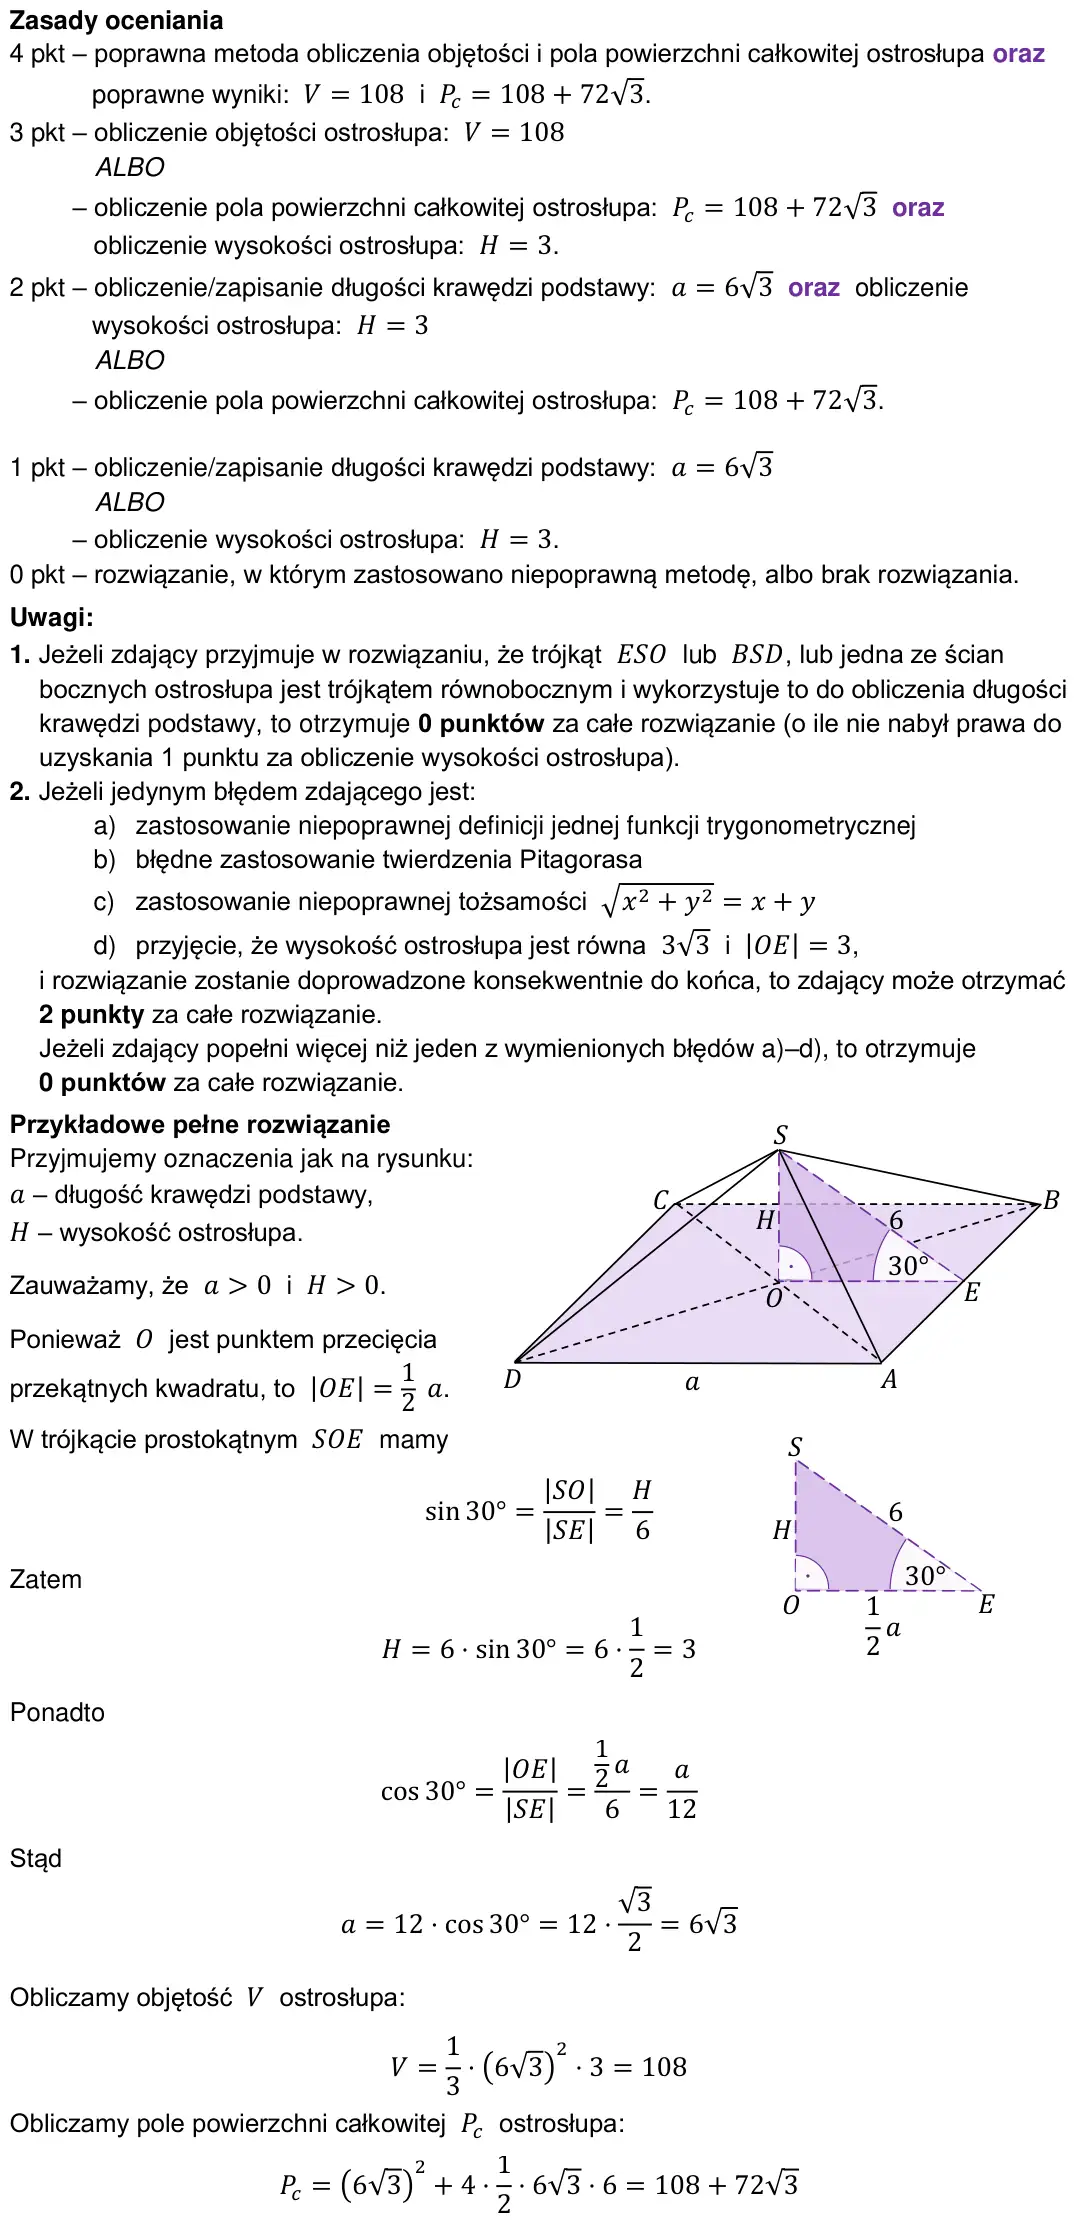 Zasady oceniania
4 pkt – poprawna metoda obliczenia objętości i pola powierzchni całkowitej ostrosłupa oraz
poprawne wyniki: V = 108 i P_c = 108 + 72√3.
3 pkt – obliczenie objętości ostrosłupa: V = 108
ALBO
– obliczenie pola powierzchni całkowitej ostrosłupa: P_c = 108 + 72√3 oraz
obliczenie wysokości ostrosłupa: H = 3.
2 pkt – obliczenie/zapisanie długości krawędzi podstawy: a = 6√3 oraz obliczenie
wysokości ostrosłupa: H = 3
ALBO
– obliczenie pola powierzchni całkowitej ostrosłupa: P_c = 108 + 72√3.
1 pkt – obliczenie/zapisanie długości krawędzi podstawy: a = 6√3
ALBO
– obliczenie wysokości ostrosłupa: H = 3.
0 pkt – rozwiązanie, w którym zastosowano niepoprawną metodę, albo brak rozwiązania.
Uwagi:
1. Jeżeli zdający przyjmuje w rozwiązaniu, że trójkąt ESO lub BSD, lub jedna ze ścian
bocznych ostrosłupa jest trójkątem równobocznym i wykorzystuje to do obliczenia długości
krawędzi podstawy, to otrzymuje 0 punktów za całe rozwiązanie (o ile nie nabył prawa do
uzyskania 1 punktu za obliczenie wysokości ostrosłupa).
2. Jeżeli jedynym błędem zdającego jest:
a) zastosowanie niepoprawnej definicji jednej funkcji trygonometrycznej
b) błędne zastosowanie twierdzenia Pitagorasa
c) zastosowanie niepoprawnej tożsamości √(x² + y²) = x + y
d) przyjęcie, że wysokość ostrosłupa jest równa 3√3 i |OE| = 3,
i rozwiązanie zostanie doprowadzone konsekwentnie do końca, to zdający może otrzymać
2 punkty za całe rozwiązanie.
Jeżeli zdający popełni więcej niż jeden z wymienionych błędów a)–d), to otrzymuje
0 punktów za całe rozwiązanie.
Przykładowe pełne rozwiązanie
Przyjmujemy oznaczenia jak na rysunku:
a – długość krawędzi podstawy,
H – wysokość ostrosłupa.
Zauważamy, że a > 0 i H > 0.
Ponieważ O jest punktem przecięcia
przekątnych kwadratu, to |OE| = 1/2 a.
S
C
B
H
6
30°
O
E
D
a
A
W trójkącie prostokątnym SOE mamy
sin 30° = |SO|/|SE| = H/6
S
H
6
30°
O
1/2 a
E
Zatem
H = 6 · sin 30° = 6 · 1/2 = 3
Ponadto
cos 30° = |OE|/|SE| = (1/2 a)/6 = a/12
Stąd
a = 12 · cos 30° = 12 · √3/2 = 6√3
Obliczamy objętość V ostrosłupa:
V = 1/3 · (6√3)² · 3 = 108
Obliczamy pole powierzchni całkowitej P_c ostrosłupa:
P_c = (6√3)² + 4 · 1/2 · 6√3 · 6 = 108 + 72√3